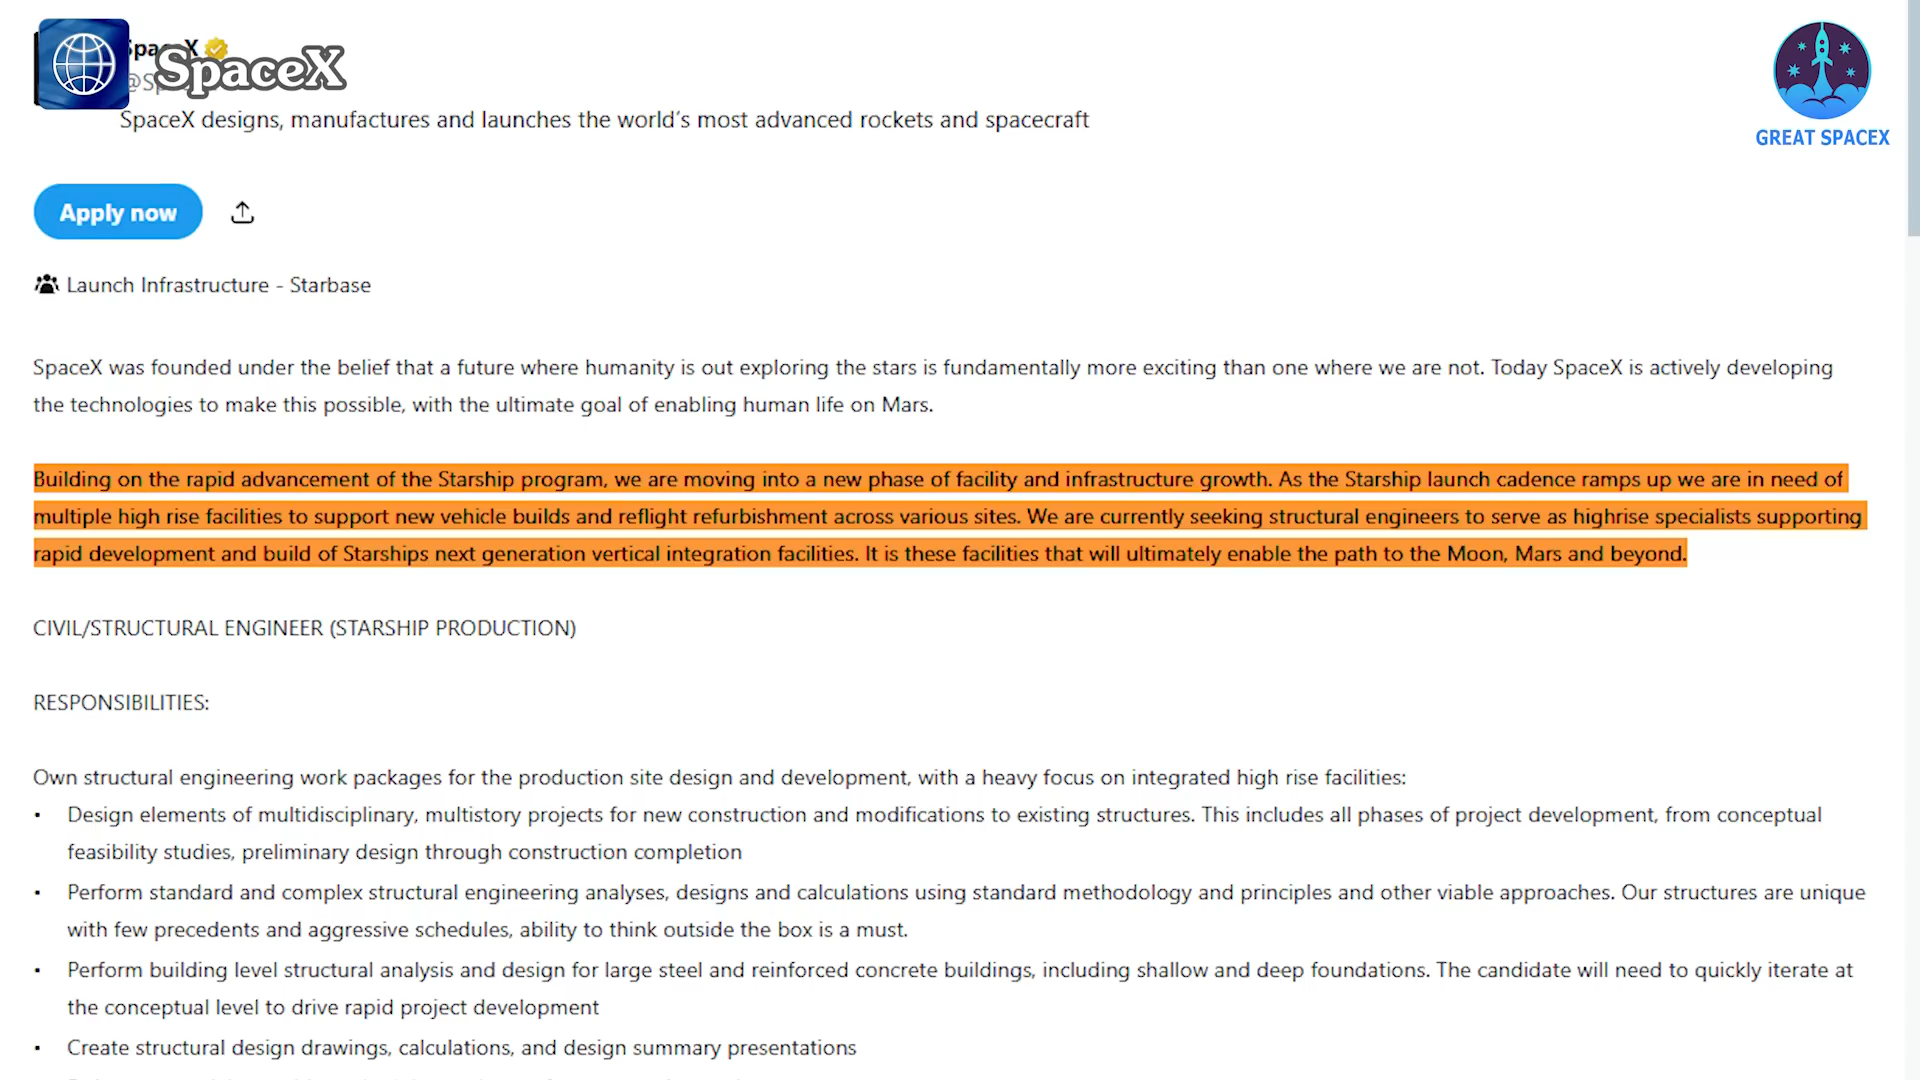 SpaceX
SpaceX
GREAT SPACEX
SpaceX designs, manufactures and launches the world's most advanced rockets and spacecraft
Apply now
Launch Infrastructure - Starbase
SpaceX was founded under the belief that a future where humanity is out exploring the stars is fundamentally more exciting than one where we are not. Today SpaceX is actively developing
the technologies to make this possible, with the ultimate goal of enabling human life on Mars.
Building on the rapid advancement of the Starship program, we are moving into a new phase of facility and infrastructure growth. As the Starship launch cadence ramps up we are in need of
multiple high rise facilities to support new vehicle builds and reflight refurbishment across various sites. We are currently seeking structural engineers to serve as highrise specialists supporting
rapid development and build of Starships next generation vertical integration facilities. It is these facilities that will ultimately enable the path to the Moon, Mars and beyond.
CIVIL/STRUCTURAL ENGINEER (STARSHIP PRODUCTION)
RESPONSIBILITIES:
Own structural engineering work packages for the production site design and development, with a heavy focus on integrated high rise facilities:
• Design elements of multidisciplinary, multistory projects for new construction and modifications to existing structures. This includes all phases of project development, from conceptual
feasibility studies, preliminary design through construction completion
• Perform standard and complex structural engineering analyses, designs and calculations using standard methodology and principles and other viable approaches. Our structures are unique
with few precedents and aggressive schedules, ability to think outside the box is a must.
• Perform building level structural analysis and design for large steel and reinforced concrete buildings, including shallow and deep foundations. The candidate will need to quickly iterate at
the conceptual level to drive rapid project development
• Create structural design drawings, calculations, and design summary presentations